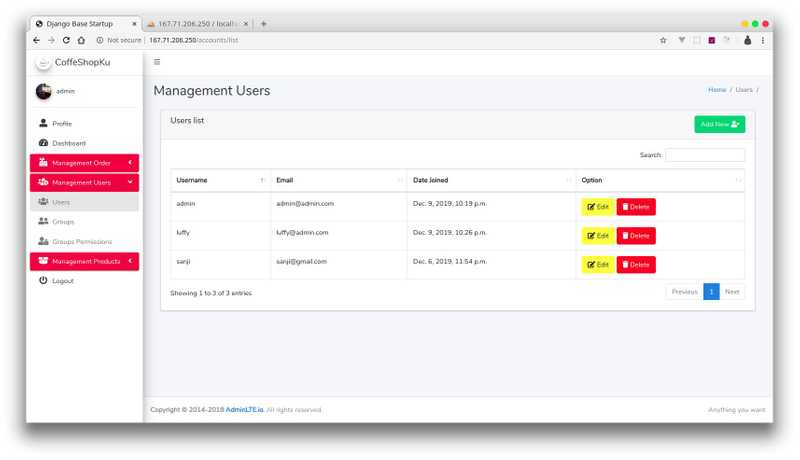 Django Base Startup
167.71.206.250 / localh
Not secure 167.71.206.250/accounts/list
CoffeShopKu
admin
Profile
Dashboard
Management Order
Management Users
Users
Groups
Groups Permissions
Management Products
Logout
Management Users
Home / Users /
Users list
Add New
Search:
Username Email Date Joined Option
admin admin@admin.com Dec. 9, 2019, 10:19 p.m. Edit Delete
luffy luffy@admin.com Dec. 9, 2019, 10:26 p.m. Edit Delete
sanji sanji@gmail.com Dec. 6, 2019, 11:54 p.m. Edit Delete
Showing 1 to 3 of 3 entries
Previous 1 Next
Copyright © 2014-2018 AdminLTE.io. All rights reserved.
Anything you want